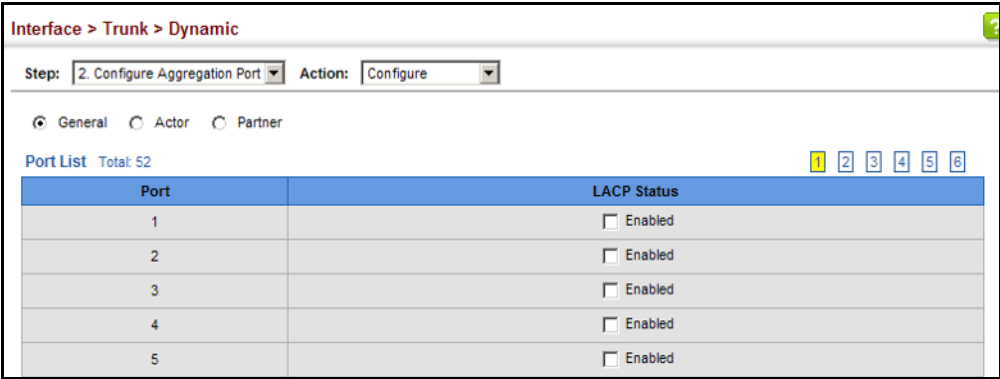 Interface > Trunk > Dynamic
?
Step: 2. Configure Aggregation Port Action: Configure
General Actor Partner
Port List Total: 52 1 2 3 4 5 6
Port LACP Status
1 Enabled
2 Enabled
3 Enabled
4 Enabled
5 Enabled